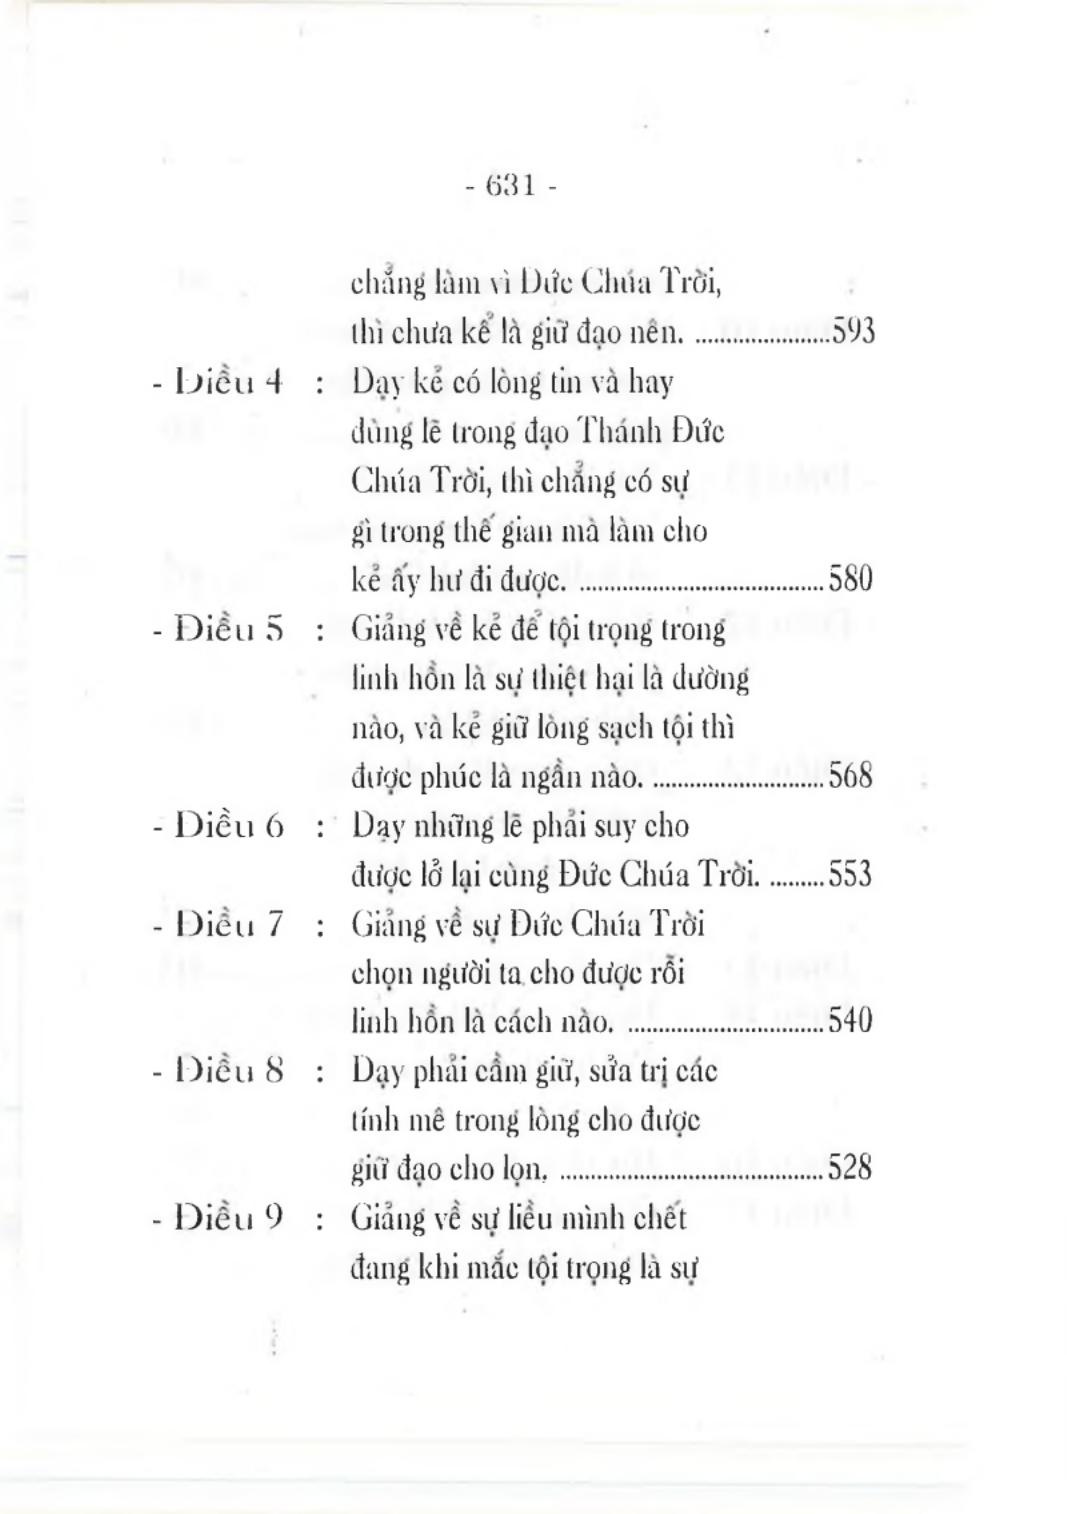 - 631 -
chẳng làm vì Đức Chúa Trời,
thì chưa kể là giữ đạo nên. .....................593
- Điều 4 : Dạy kẻ có lòng tin và hay
dùng lẽ trong đạo Thánh Đức
Chúa Trời, thì chẳng có sự
gì trong thế gian mà làm cho
kẻ ấy hư đi được. ......................................580
- Điều 5 : Giảng về kẻ để tội trọng trong
linh hồn là sự thiệt hại là dường
nào, và kẻ giữ lòng sạch tội thì
được phúc là ngần nào. ...........................568
- Điều 6 : Dạy những lẽ phải suy cho
được lở lại cùng Đức Chúa Trời. .........553
- Điều 7 : Giảng về sự Đức Chúa Trời
chọn người ta cho được rỗi
linh hồn là cách nào. ...............................540
- Điều 8 : Dạy phải cầm giữ, sửa trị các
tính mê trong lòng cho được
giữ đạo cho lọn. ..........................................528
- Điều 9 : Giảng về sự liều mình chết
đang khi mắc tội trọng là sự